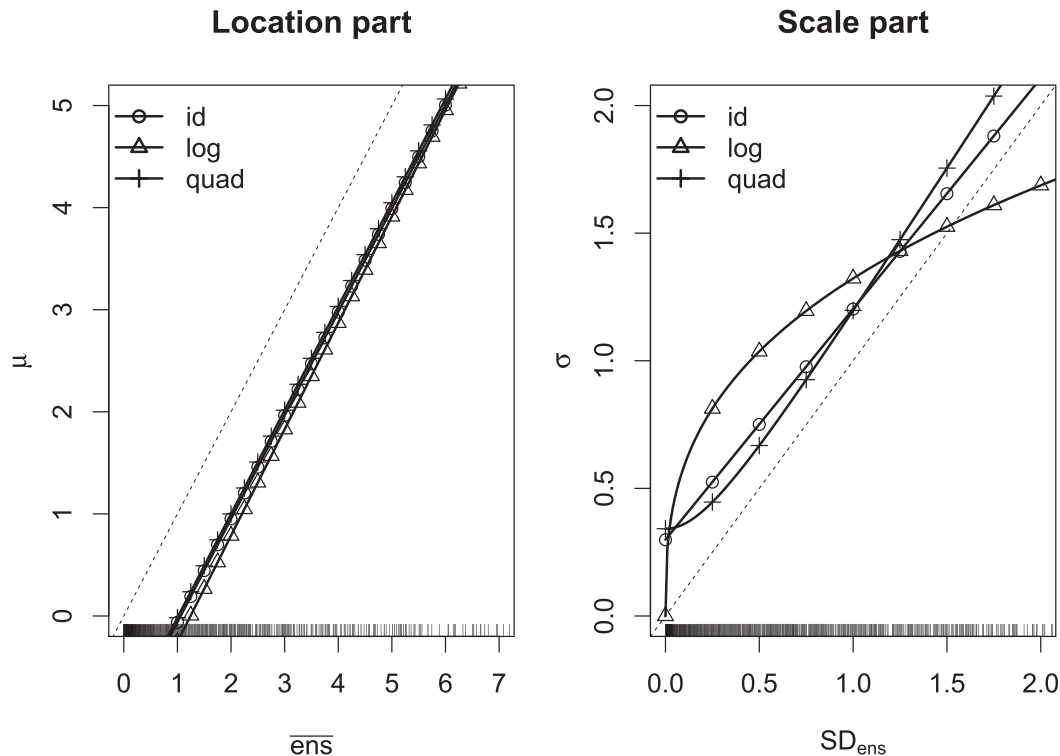 Location part
id
log
quad
μ
5
4
3
2
1
0
0 1 2 3 4 5 6 7
ens
Scale part
id
log
quad
σ
2.0
1.5
1.0
0.5
0.0
0.0 0.5 1.0 1.5 2.0
SDens